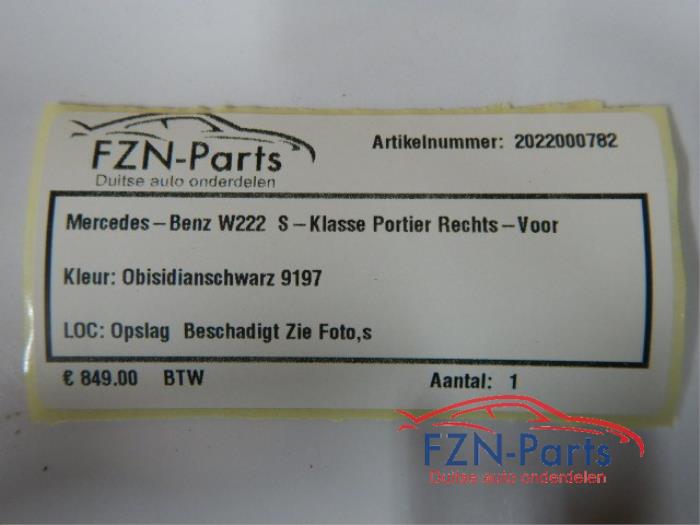 FZN-Parts
Duitse auto onderdelen
Artikelnummer: 2022000782
Mercedes-Benz W222 S-Klasse Portier Rechts-Voor
Kleur: Obisidianschwarz 9197
LOC: Opslag Beschadigt Zie Foto,s
€ 849.00 BTW Aantal: 1
FZN-Parts
Duitse auto onderdelen